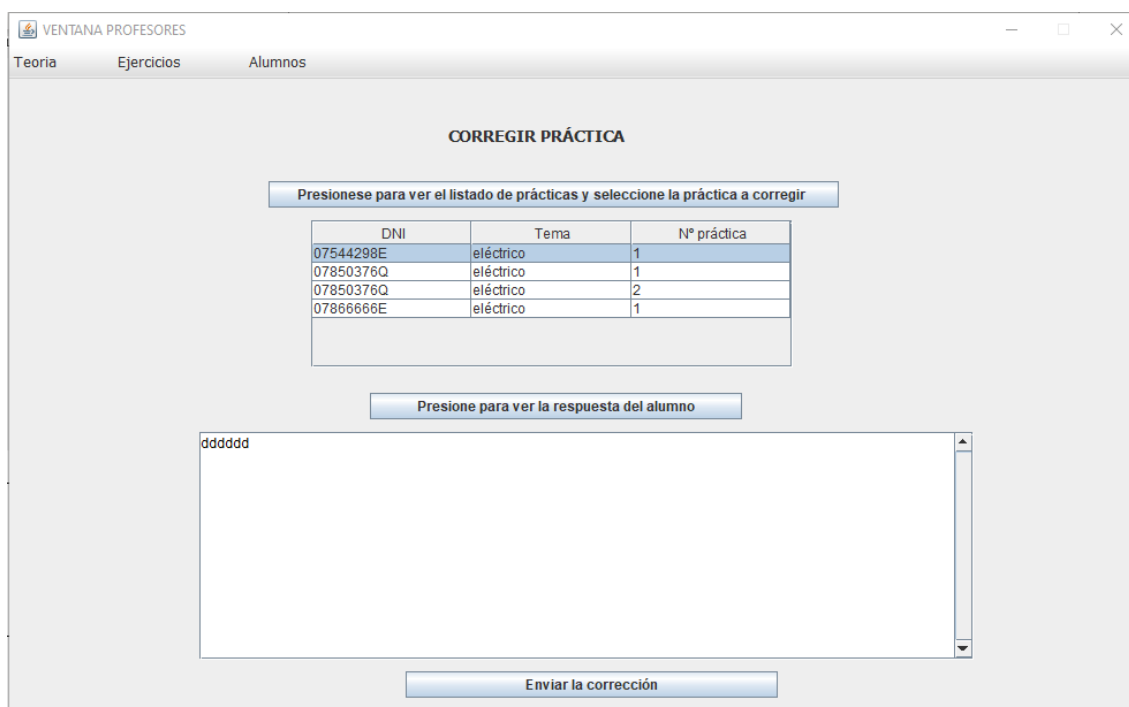 VENTANA PROFESORES
Teoria Ejercicios Alumnos
CORREGIR PRÁCTICA
Presionese para ver el listado de prácticas y seleccione la práctica a corregir
DNI Tema Nº práctica
07544298E eléctrico 1
07850376Q eléctrico 1
07850376Q eléctrico 2
07866666E eléctrico 1
Presione para ver la respuesta del alumno
dddddd
Enviar la corrección